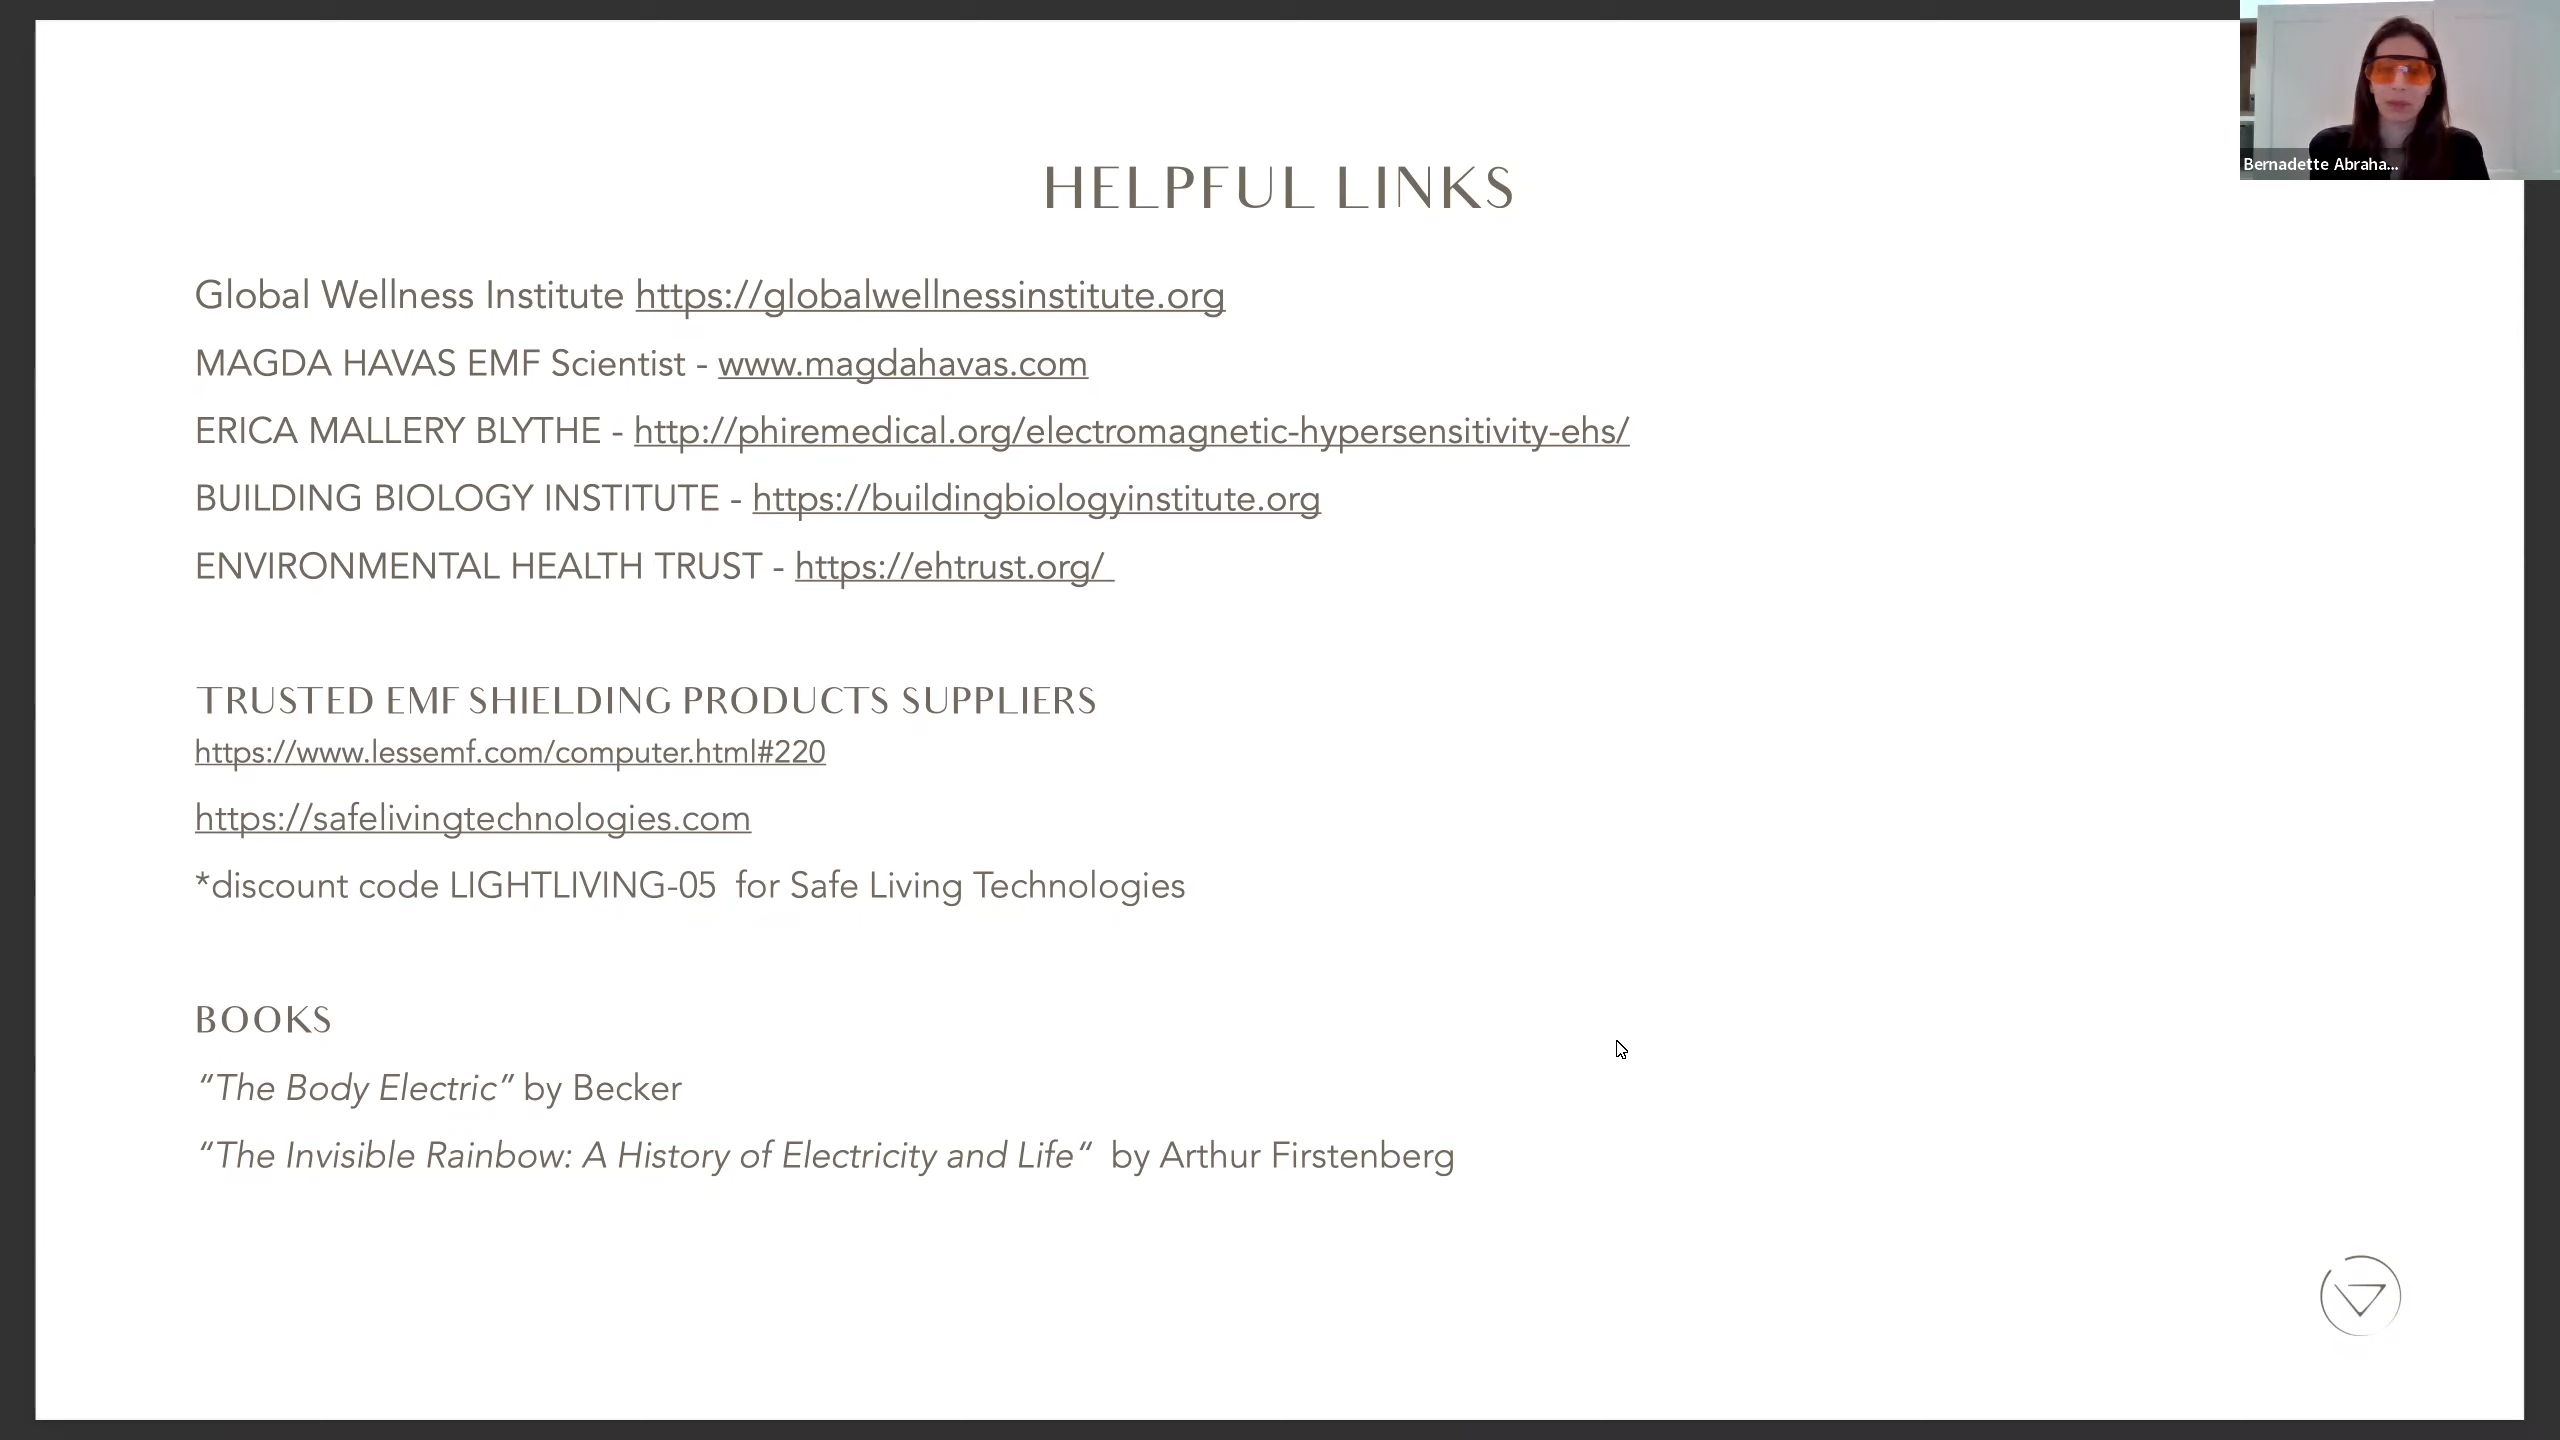 HELPFUL LINKS
Global Wellness Institute https://globalwellnessinstitute.org
MAGDA HAVAS EMF Scientist - www.magdahavas.com
ERICA MALLERY BLYTHE - http://phiremedical.org/electromagnetic-hypersensitivity-ehs/
BUILDING BIOLOGY INSTITUTE - https://buildingbiologyinstitute.org
ENVIRONMENTAL HEALTH TRUST - https://ehtrust.org/
TRUSTED EMF SHIELDING PRODUCTS SUPPLIERS
https://www.lessemf.com/computer.html#220
https://safelivingtechnologies.com
*discount code LIGHTLIVING-05 for Safe Living Technologies
BOOKS
“The Body Electric” by Becker
“The Invisible Rainbow: A History of Electricity and Life“ by Arthur Firstenberg
Bernadette Abraha...